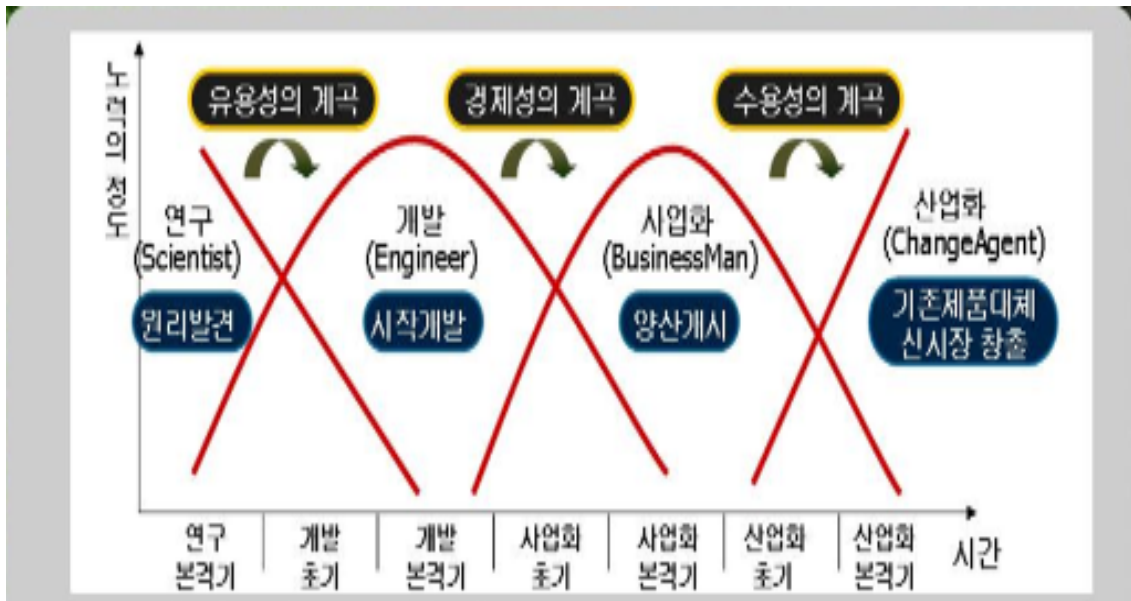 노력의 정도
유용성의 계곡
경제성의 계곡
수용성의 계곡
연구
(Scientist)
원리발견
개발
(Engineer)
시작개발
사업화
(BusinessMan)
양산개시
산업화
(ChangeAgent)
기존제품대체
신시장 창출
연구
본격기
개발
초기
개발
본격기
사업화
초기
사업화
본격기
산업화
초기
산업화
본격기
시간